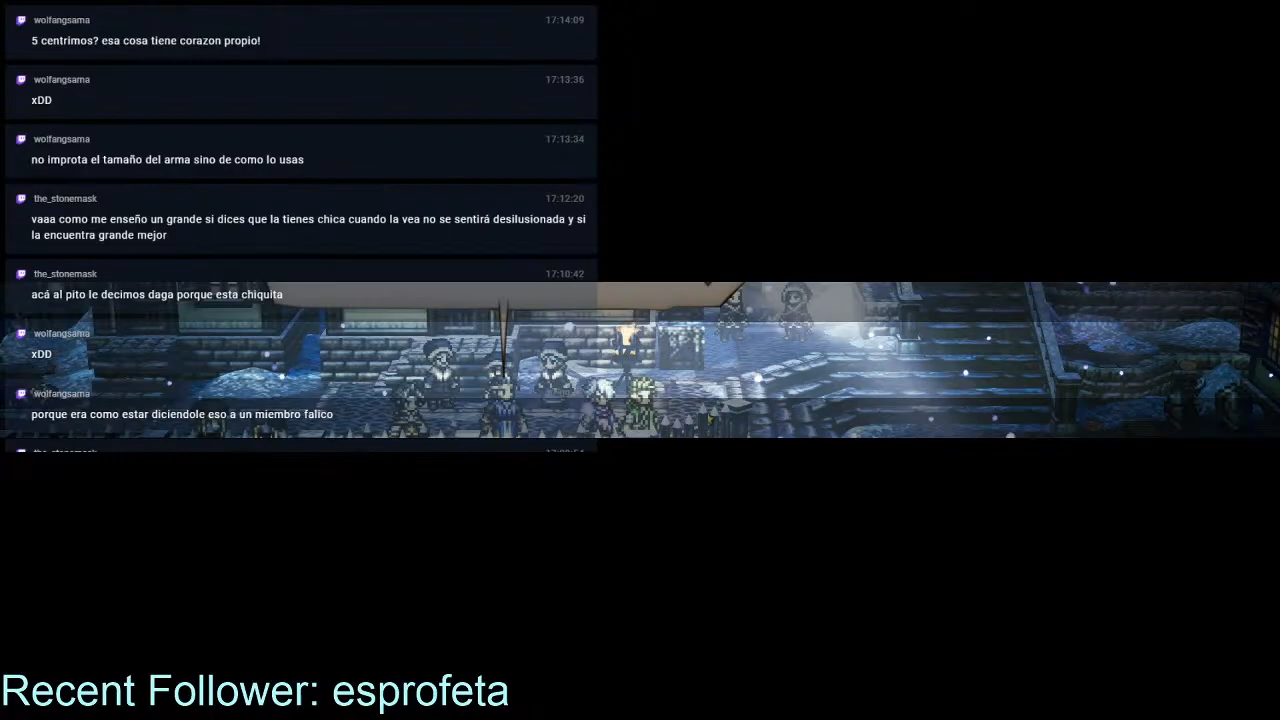 wolfangsama 17:14:09
5 centrimos? esa cosa tiene corazon propio!
wolfangsama 17:13:36
xDD
wolfangsama 17:13:34
no improta el tamaño del arma sino de como lo usas
the_stonemask 17:12:20
vaaa como me enseño un grande si dices que la tienes chica cuando la vea no se sentirá desilusionada y si
la encuentra grande mejor
the_stonemask 17:10:42
acá al pito le decimos daga porque esta chiquita
wolfangsama
xDD
wolfangsama
porque era como estar diciendole eso a un miembro falico
Recent Follower: esprofeta